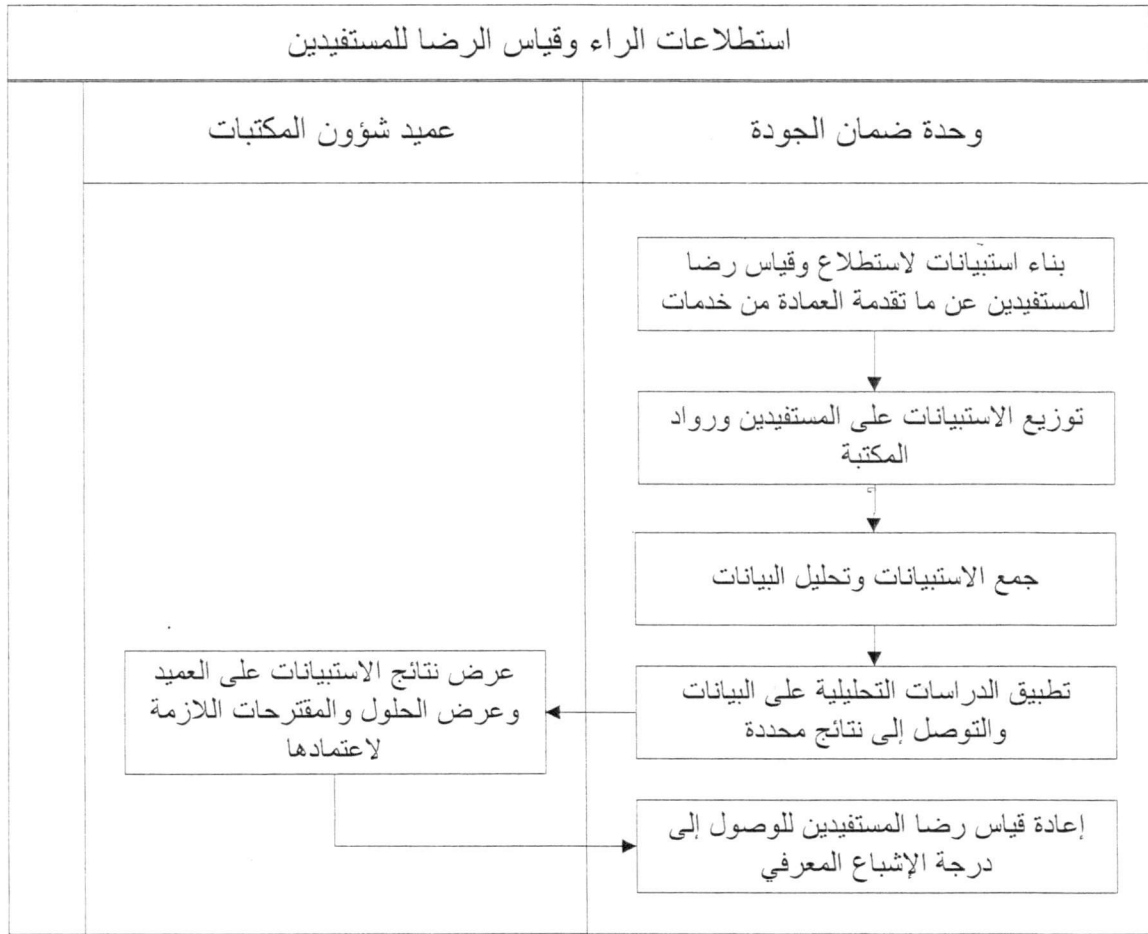 استطلاعات الراء وقياس الرضا للمستفيدين
وحدة ضمان الجودة
عميد شؤون المكتبات
بناء استبيانات لاستطلاع وقياس رضا
المستفيدين عن ما تقدمة العمادة من خدمات
توزيع الاستبيانات على المستفيدين ورواد
المكتبة
جمع الاستبيانات وتحليل البيانات
تطبيق الدراسات التحليلية على البيانات
والتوصل إلى نتائج محددة
عرض نتائج الاستبيانات على العميد
وعرض الحلول والمقترحات اللازمة
لاعتمادها
إعادة قياس رضا المستفيدين للوصول إلى
درجة الإشباع المعرفي